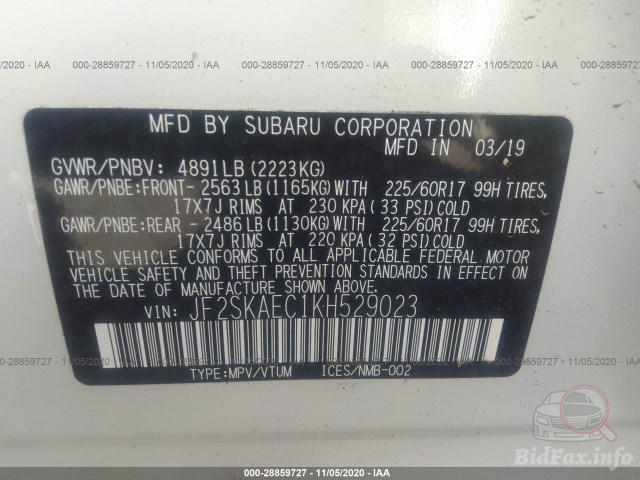 000-28859727 - 11/05/2020 - IAA
MFD BY SUBARU CORPORATION
MFD IN 03/19
GVWR/PNBV: 4891LB(2223KG)
GAWR/PNBE:FRONT- 2563 LB(1165KG)WITH 225/60R17 99H TIRES,
17X7J RIMS AT 230 KPA(33 PSI)COLD
GAWR/PNBE:REAR - 2486 LB(1130KG)WITH 225/60R17 99H TIRES,
17X7J RIMS AT 220 KPA(32 PSI)COLD
THIS VEHICLE CONFORMS TO ALL APPLICABLE FEDERAL MOTOR
VEHICLE SAFETY AND THEFT PREVENTION STANDARDS IN EFFECT ON
THE DATE OF MANUFACTURE SHOWN ABOVE.
VIN: JF2SKAEC1KH529023
TYPE:MPV/VTUM ICES/NMB-002
BidFax.info
000-28859727 - 11/05/2020 - IAA